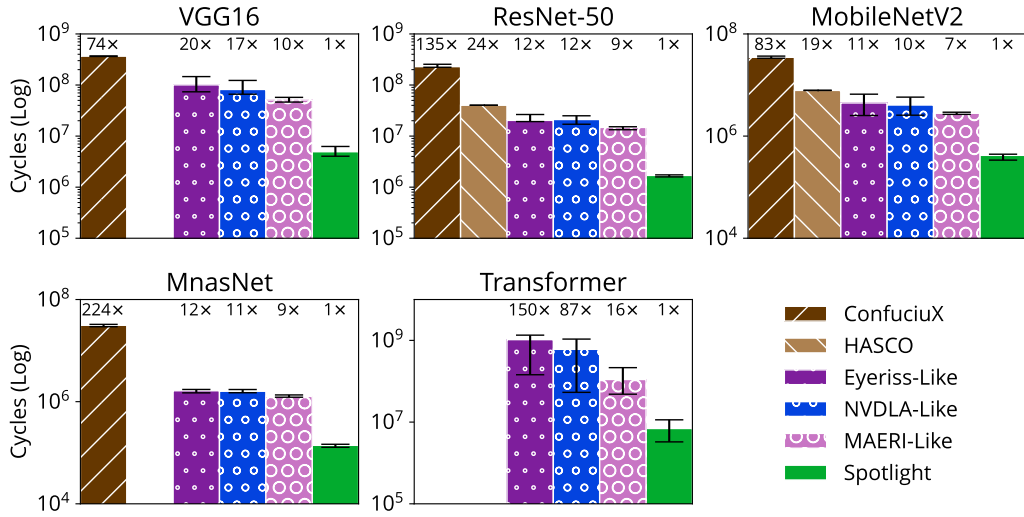 VGG16
ResNet-50
MobileNetV2
Cycles (Log)
10⁹
10⁸
10⁷
10⁶
10⁵
74× 20× 17× 10× 1×
10⁹
10⁸
10⁷
10⁶
10⁵
135× 24× 12× 12× 9× 1×
10⁸
10⁶
10⁴
83× 19× 11× 10× 7× 1×
MnasNet
Transformer
Cycles (Log)
10⁸
10⁶
10⁴
224× 12× 11× 9× 1×
10⁹
10⁷
10⁵
150× 87× 16× 1×
ConfuciuX
HASCO
Eyeriss-Like
NVDLA-Like
MAERI-Like
Spotlight